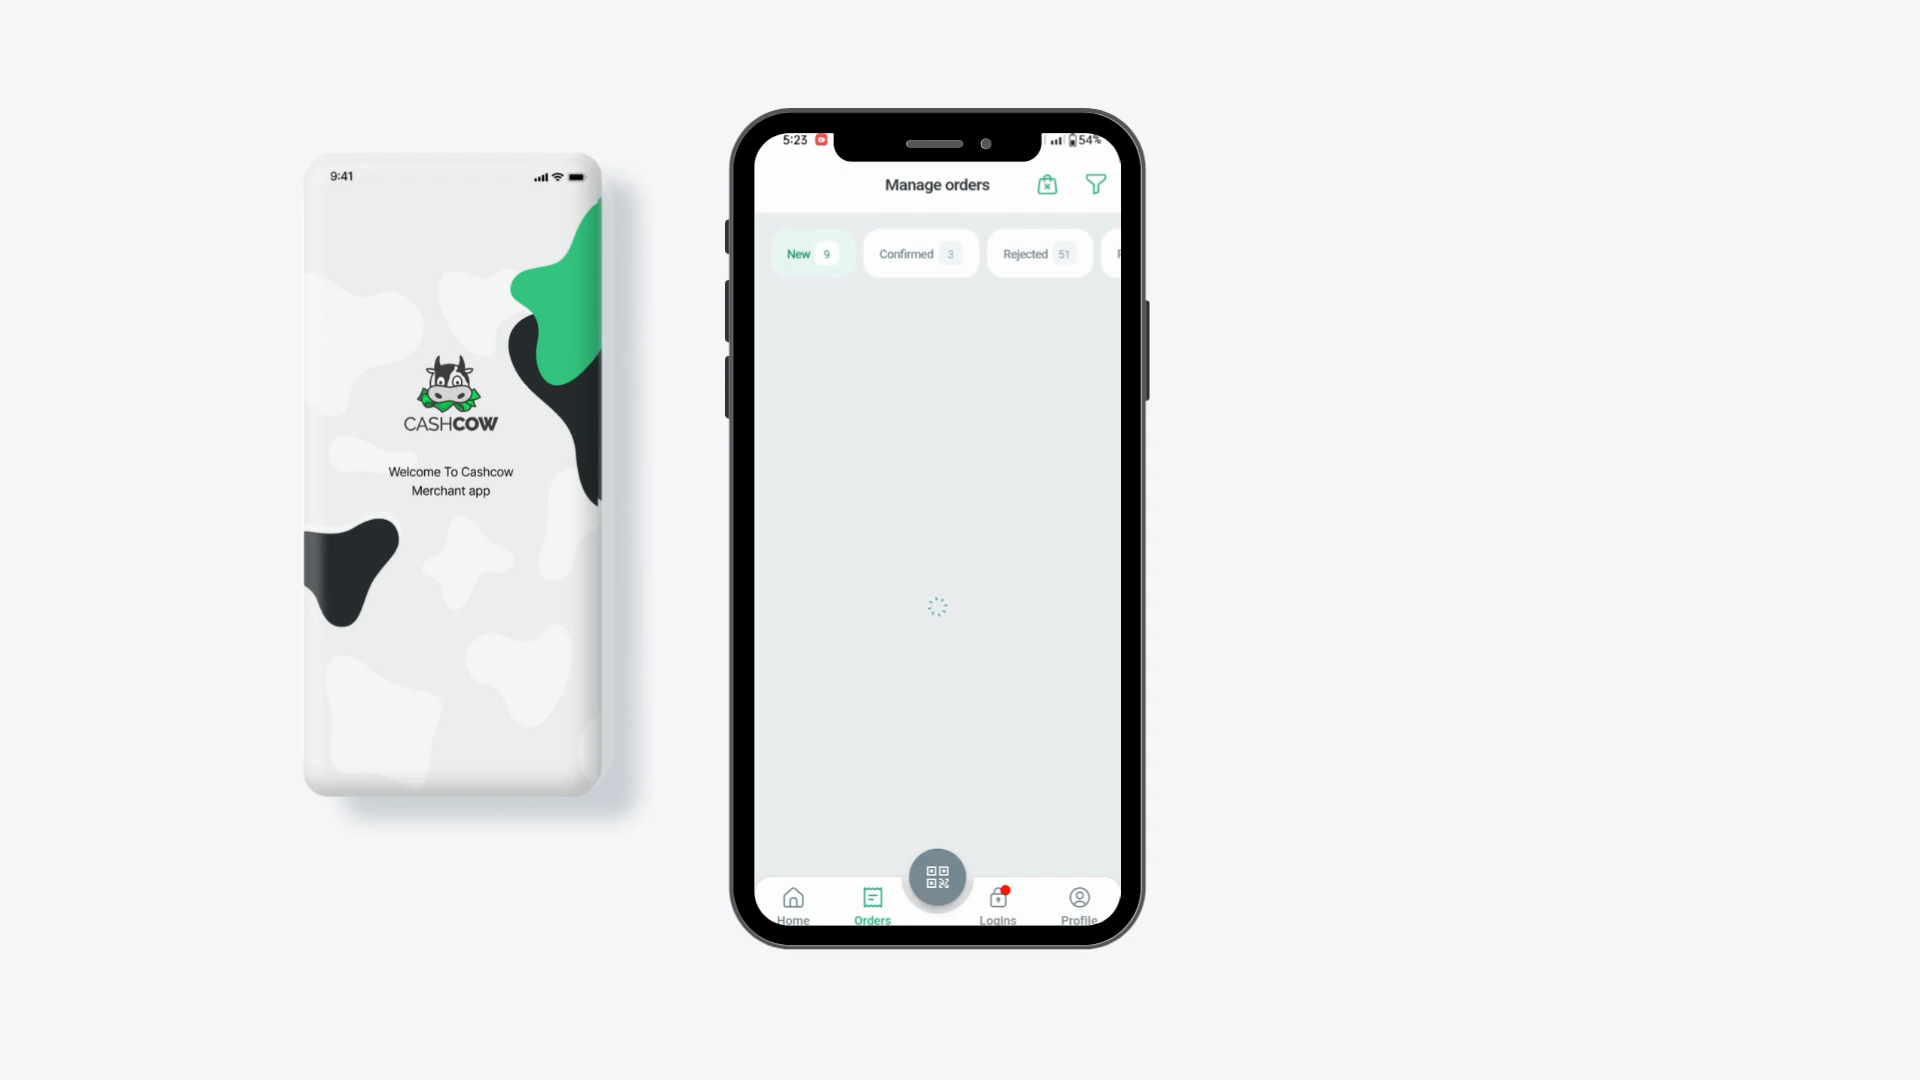 9:41
CASHCOW
Welcome To Cashcow
Merchant app
5:23
54%
Manage orders
New 9
Confirmed 3
Rejected 51
Home
Orders
Logins
Profile